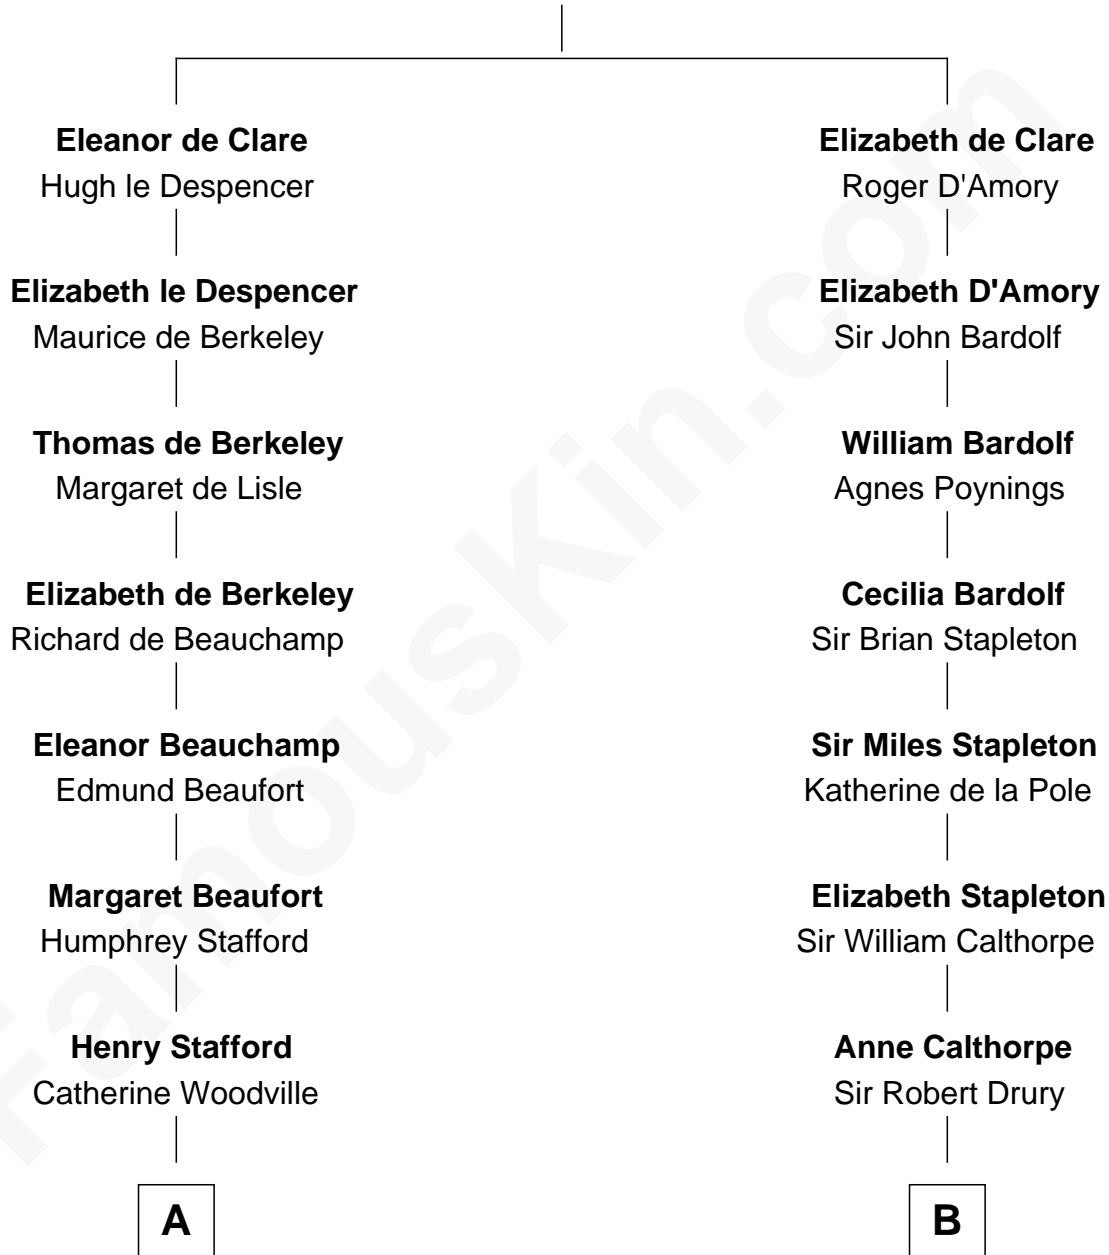 Eleanor de Clare
Hugh le Despencer
Elizabeth le Despencer
Maurice de Berkeley
Thomas de Berkeley
Margaret de Lisle
Elizabeth de Berkeley
Richard de Beauchamp
Eleanor Beauchamp
Edmund Beaufort
Margaret Beaufort
Humphrey Stafford
Henry Stafford
Catherine Woodville
A
Elizabeth de Clare
Roger D'Amory
Elizabeth D'Amory
Sir John Bardolf
William Bardolf
Agnes Poynings
Cecilia Bardolf
Sir Brian Stapleton
Sir Miles Stapleton
Katherine de la Pole
Elizabeth Stapleton
Sir William Calthorpe
Anne Calthorpe
Sir Robert Drury
B
FamousKin.com